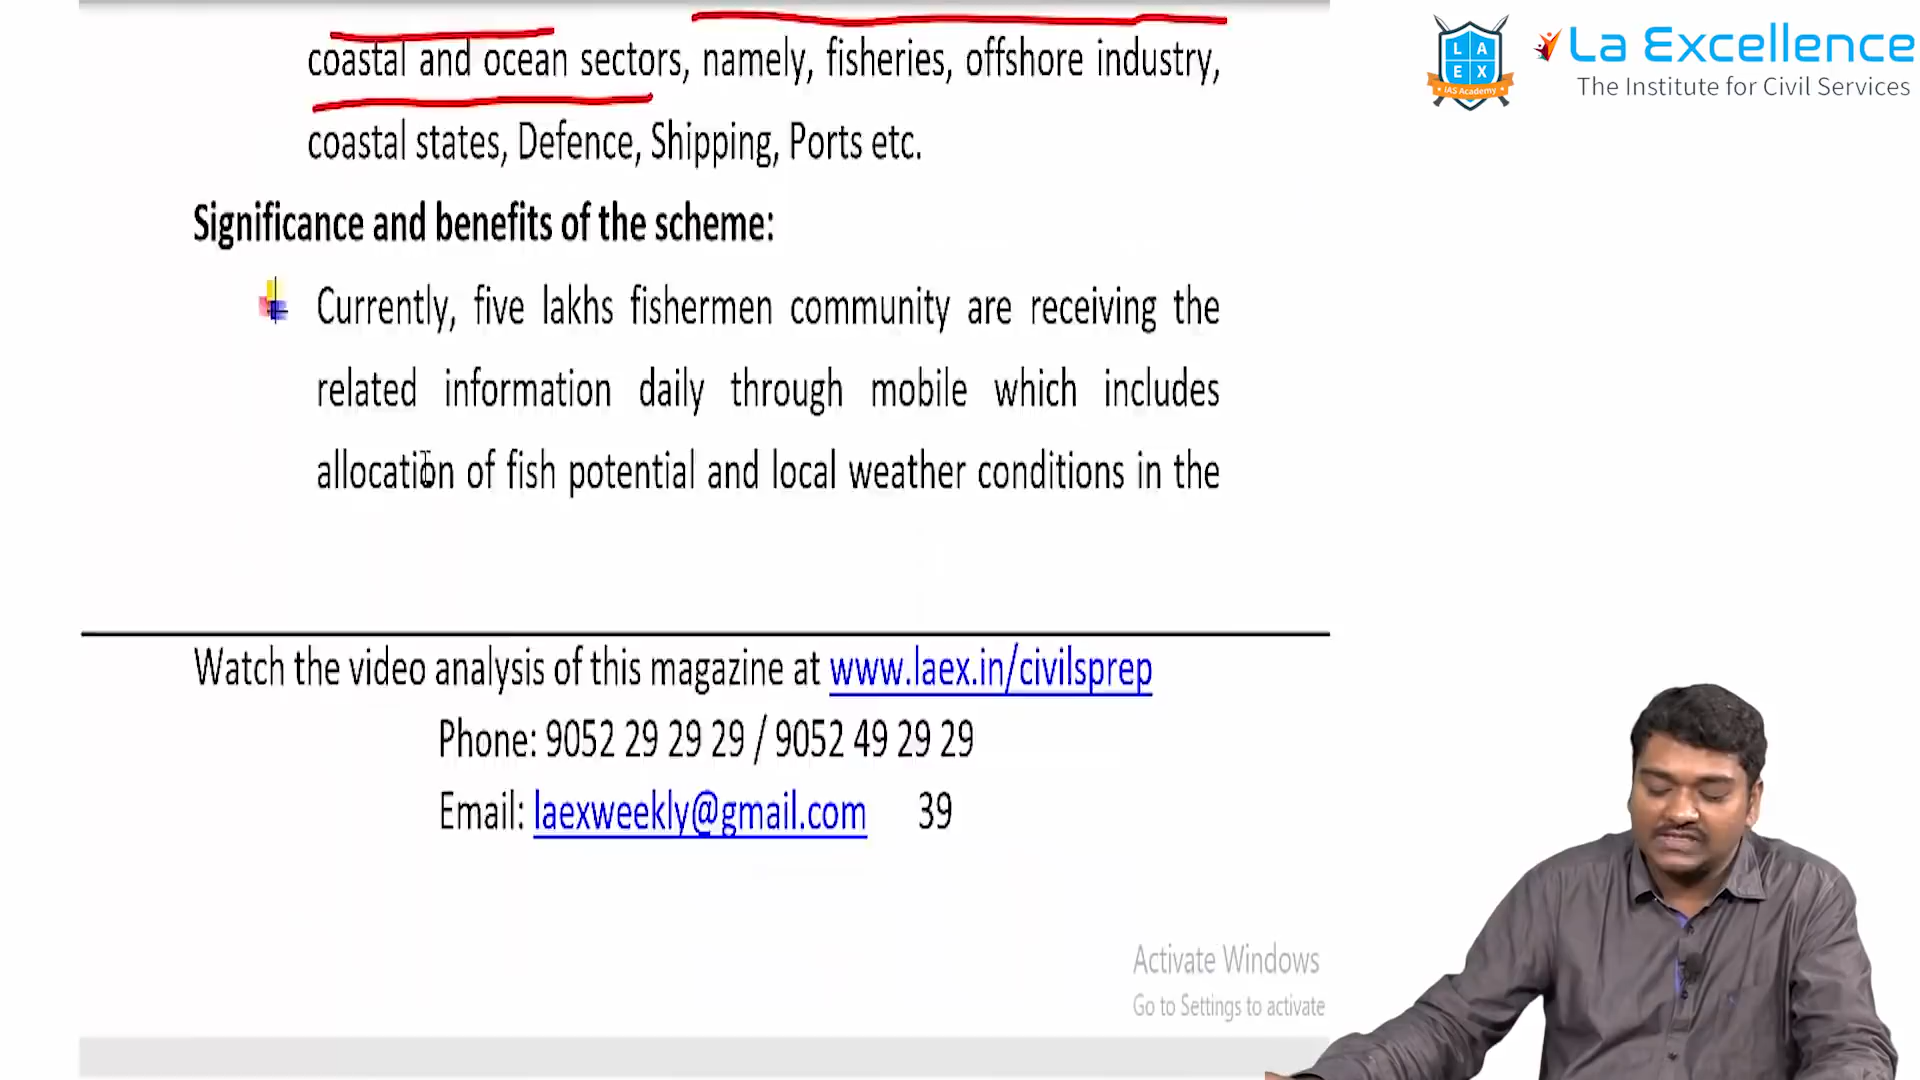 coastal and ocean sectors, namely, fisheries, offshore industry,
coastal states, Defence, Shipping, Ports etc.
Significance and benefits of the scheme:
Currently, five lakhs fishermen community are receiving the
related information daily through mobile which includes
allocation of fish potential and local weather conditions in the
Watch the video analysis of this magazine at www.laex.in/civilsprep
Phone: 9052 29 29 29 / 9052 49 29 29
Email: laexweekly@gmail.com 39
L A
E X
IAS Academy
La Excellence
The Institute for Civil Services
Activate Windows
Go to Settings to activate